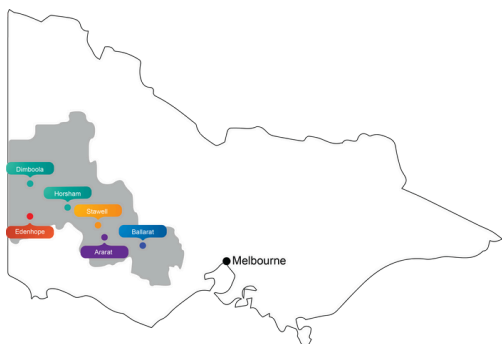 Dimboola
Horsham
Stawell
Edenhope
Ballarat
Ararat
Melbourne